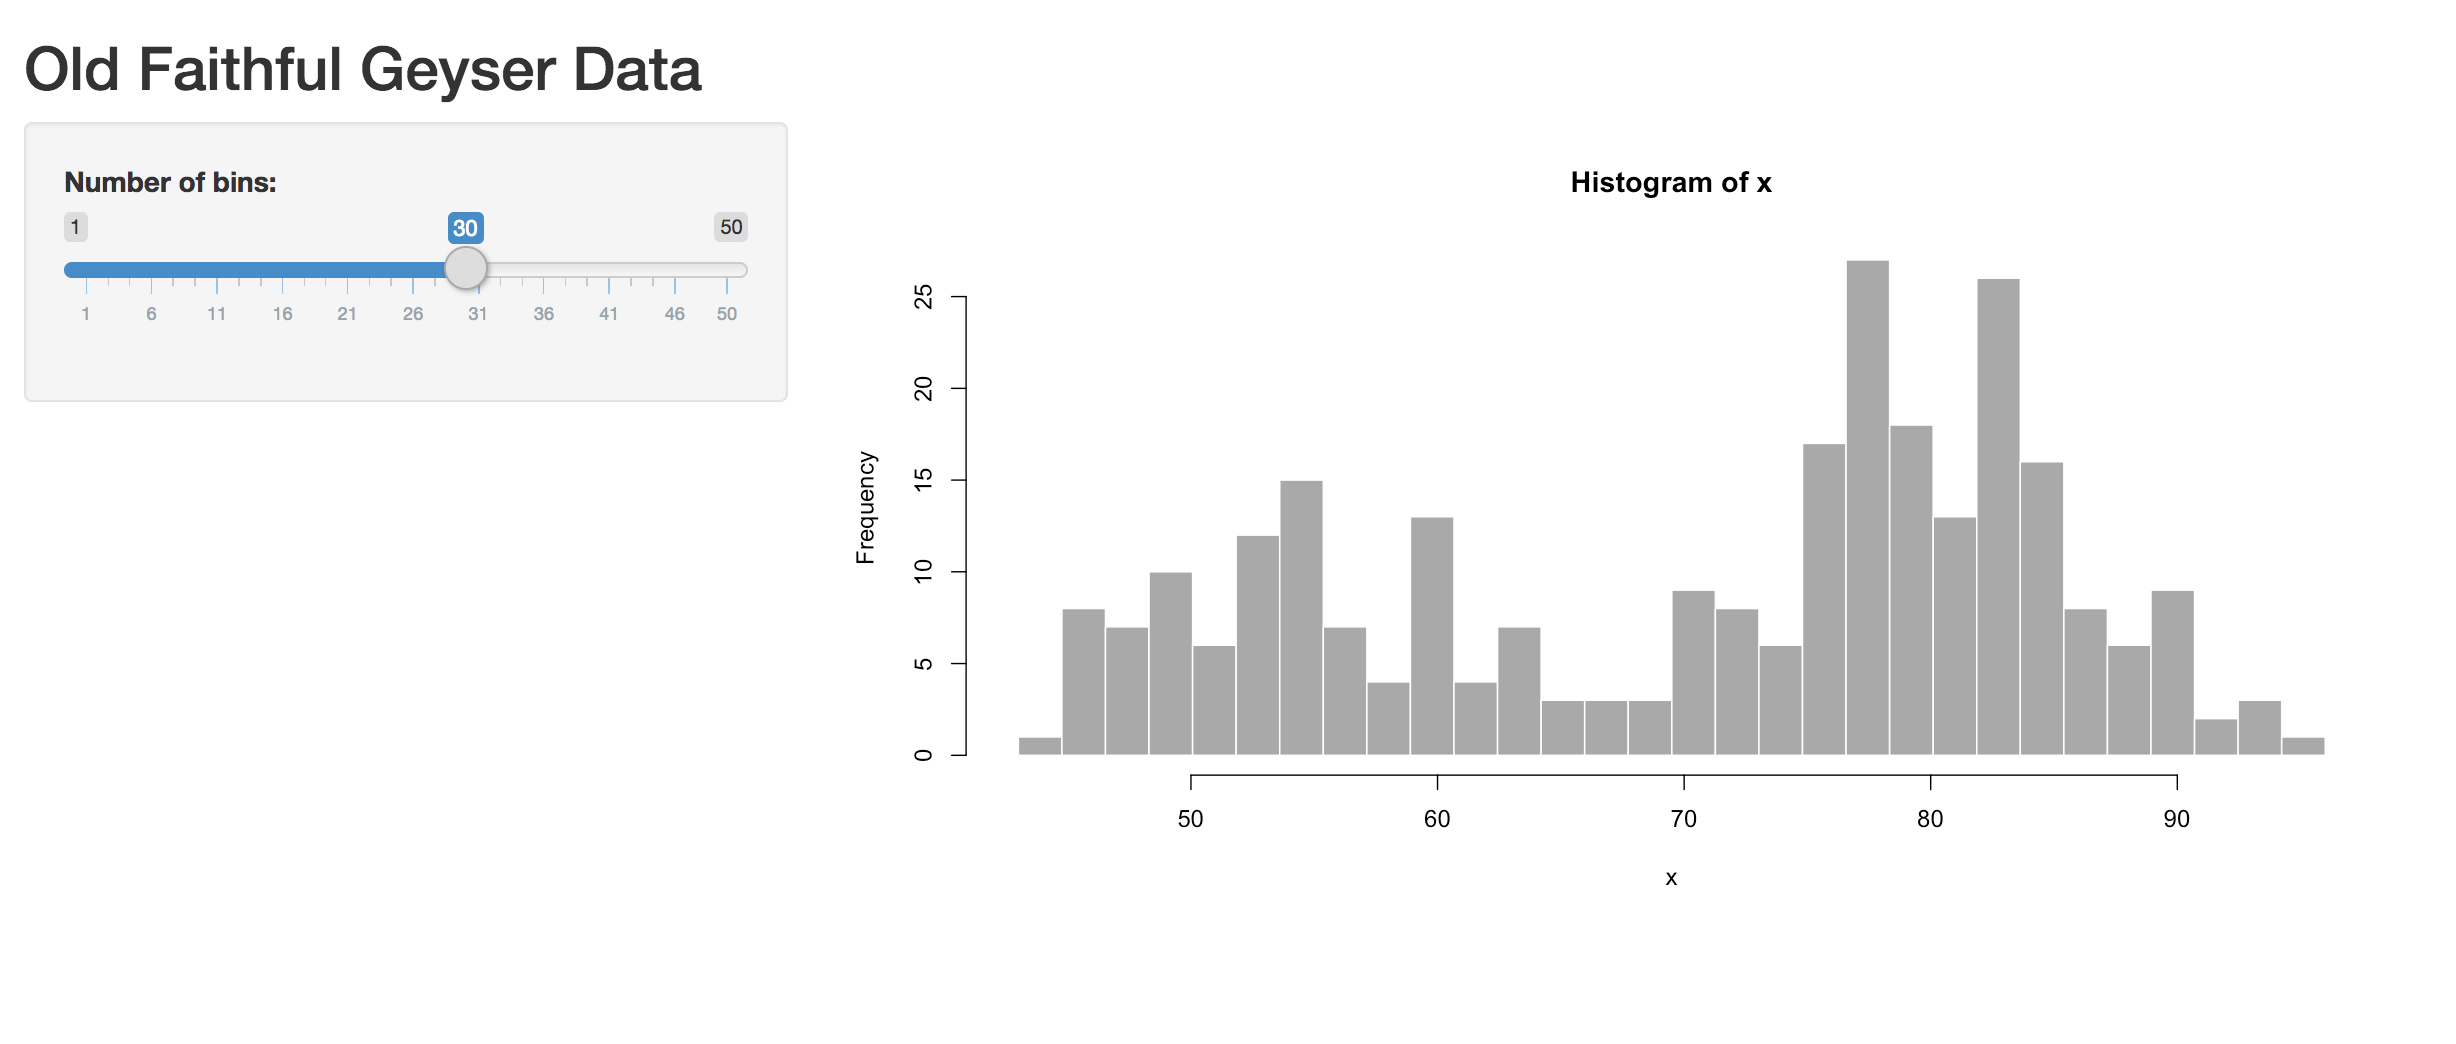 Old Faithful Geyser Data
Number of bins:
1 30 50
1 6 11 16 21 26 31 36 41 46 50
Histogram of x
Frequency
25
20
15
10
5
0
50 60 70 80 90
x